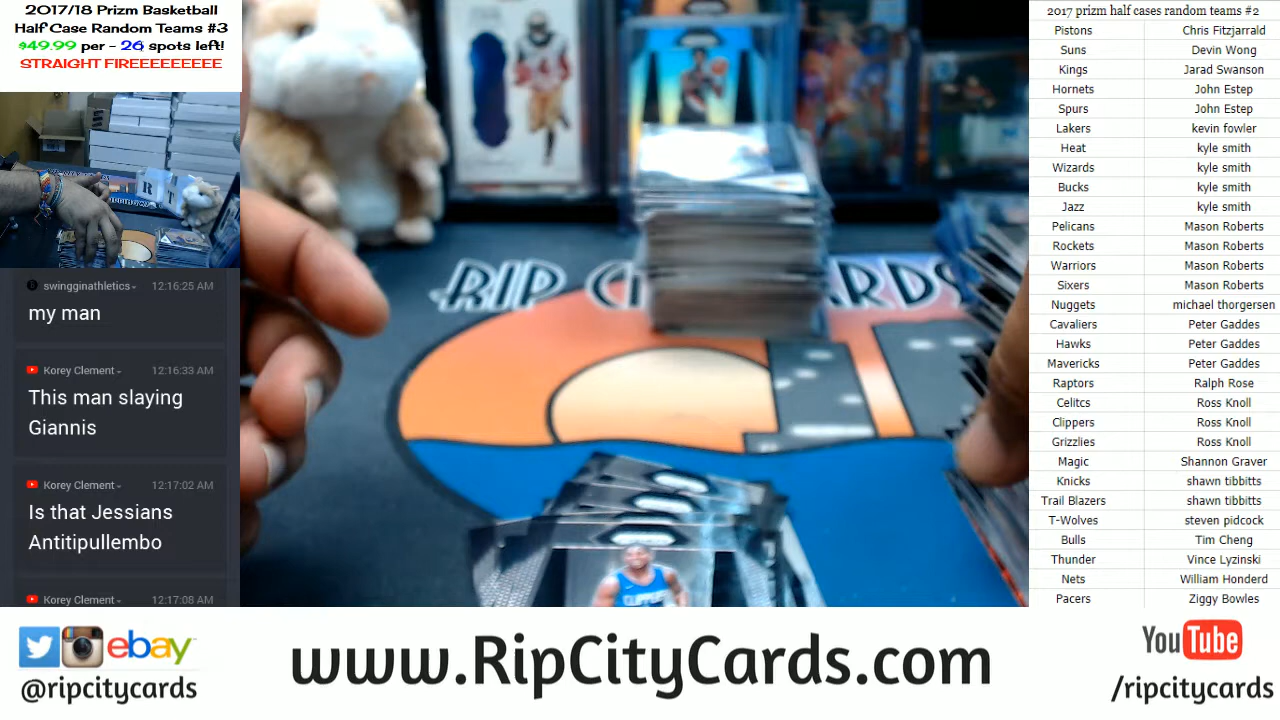 2017/18 Prizm Basketball
Half Case Random Teams #3
$49.99 per - 26 spots left!
STRAIGHT FIREEEEEEEEE
swingginathletics 12:16:25 AM
my man
Korey Clement 12:16:33 AM
This man slaying
Giannis
Korey Clement 12:17:02 AM
Is that Jessians
Antitipullembo
Korey Clement 12:17:08 AM
R T
RIP C ARDS
CLIPPERS
2017 prizm half cases random teams #2
Pistons Chris Fitzjarrald
Suns Devin Wong
Kings Jarad Swanson
Hornets John Estep
Spurs John Estep
Lakers kevin fowler
Heat kyle smith
Wizards kyle smith
Bucks kyle smith
Jazz kyle smith
Pelicans Mason Roberts
Rockets Mason Roberts
Warriors Mason Roberts
Sixers Mason Roberts
Nuggets michael thorgersen
Cavaliers Peter Gaddes
Hawks Peter Gaddes
Mavericks Peter Gaddes
Raptors Ralph Rose
Celitcs Ross Knoll
Clippers Ross Knoll
Grizzlies Ross Knoll
Magic Shannon Graver
Knicks shawn tibbitts
Trail Blazers shawn tibbitts
T-Wolves steven pidcock
Bulls Tim Cheng
Thunder Vince Lyzinski
Nets William Honderd
Pacers Ziggy Bowles
ebay
@ripcitycards
www.RipCityCards.com
YouTube
/ripcitycards